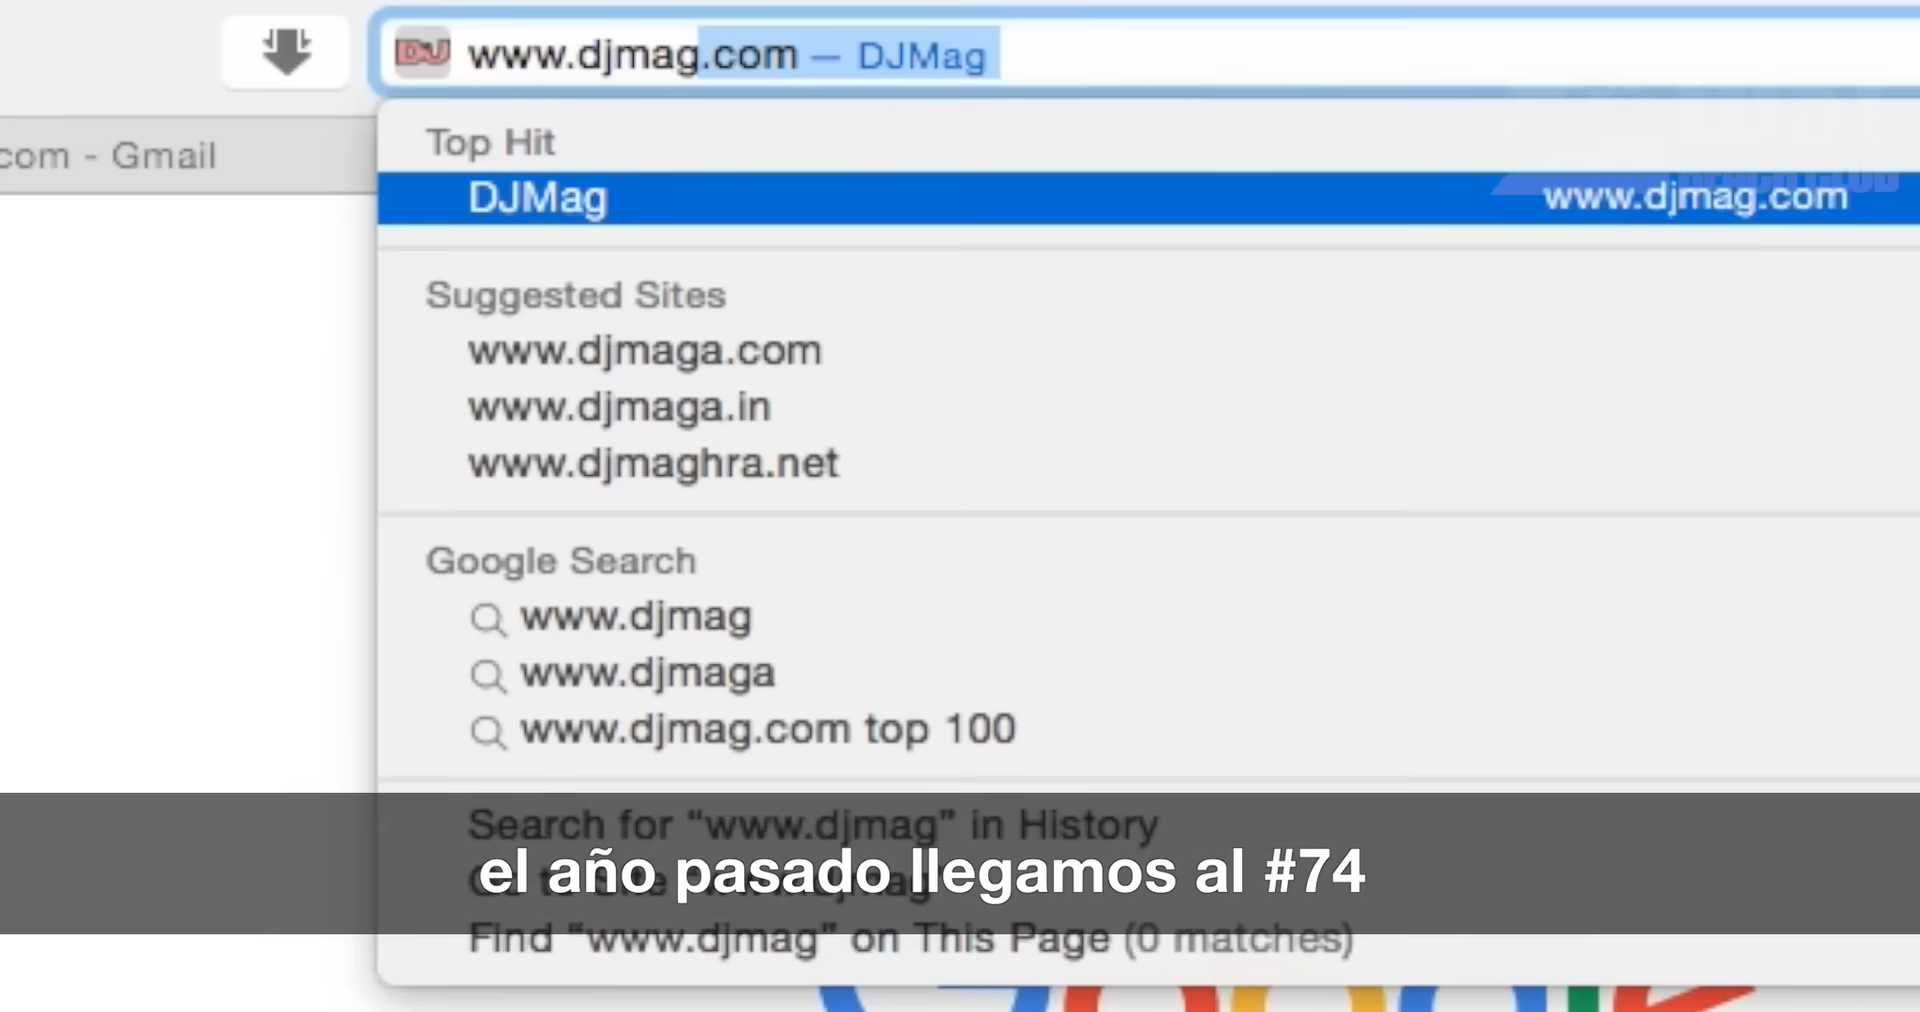 www.djmag.com — DJMag
com - Gmail
Top Hit
DJMag www.djmag.com
Suggested Sites
www.djmaga.com
www.djmaga.in
www.djmaghra.net
Google Search
www.djmag
www.djmaga
www.djmag.com top 100
Search for “www.djmag” in History
el año pasado llegamos al #74
Find “www.djmag” on This Page (0 matches)